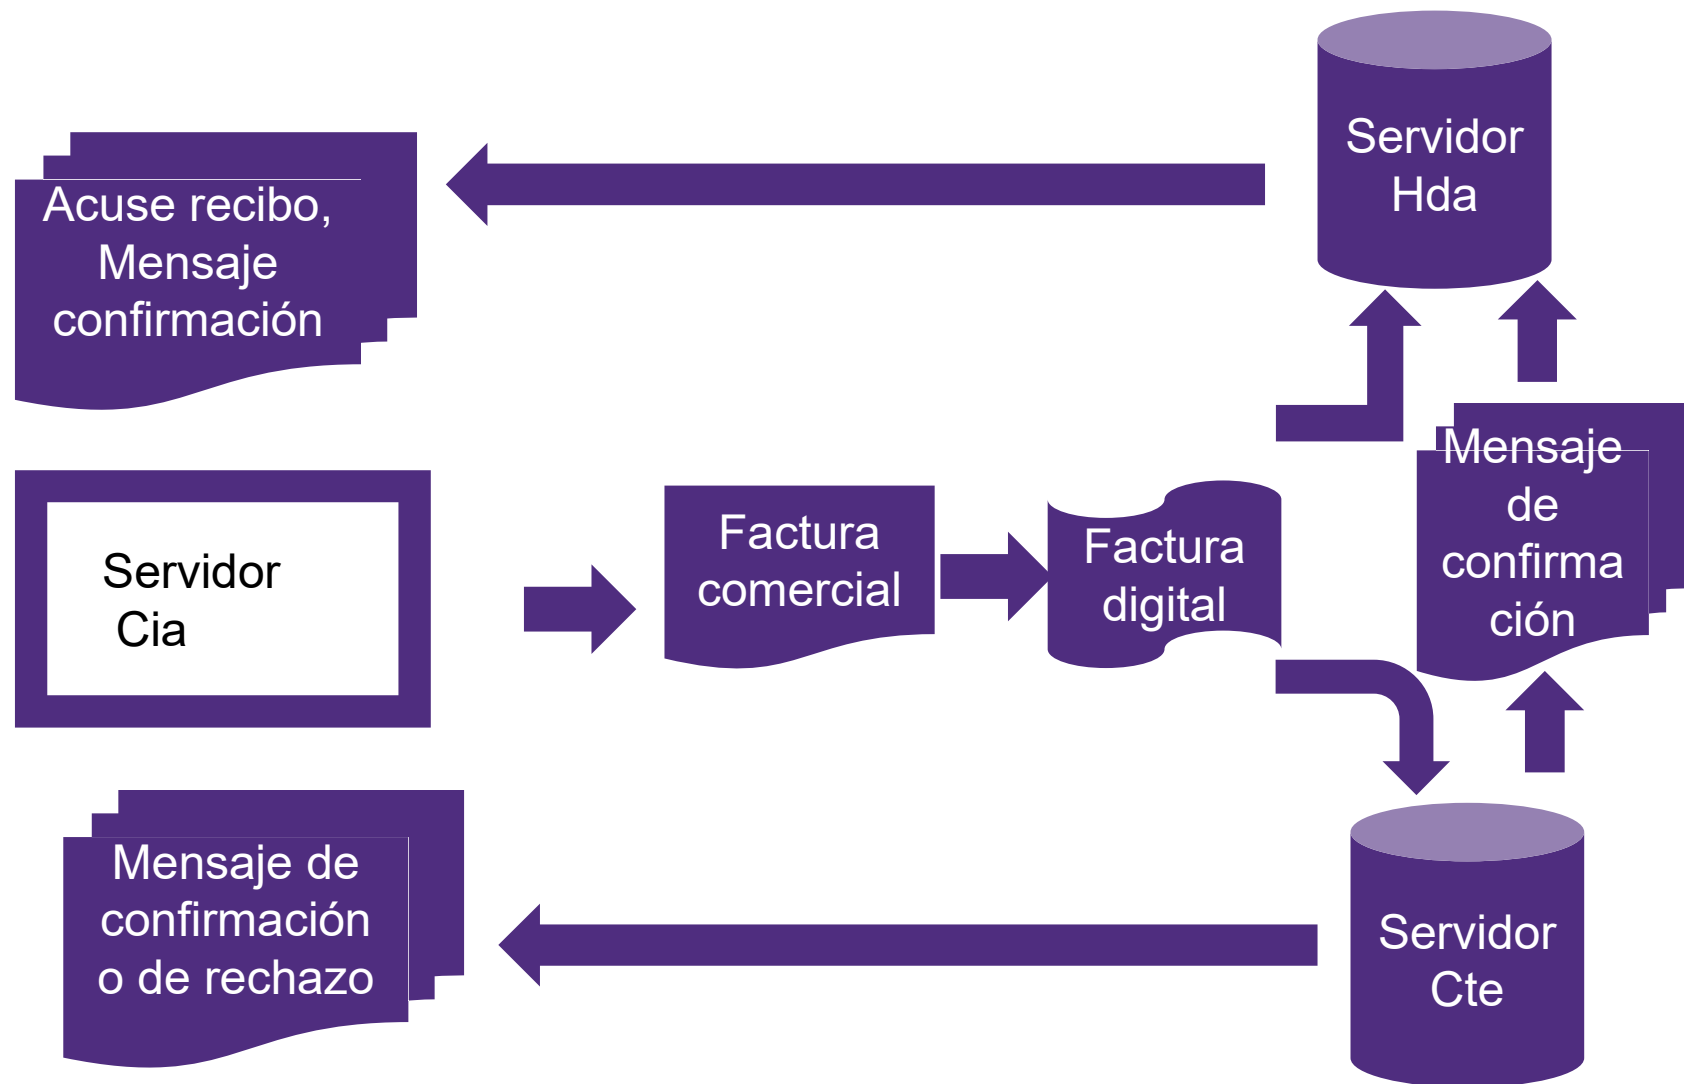 Servidor
Hda
Acuse recibo,
Mensaje
confirmación
Servidor
Cia
Factura
comercial
Factura
digital
Mensaje
de
confirma
ción
Mensaje de
confirmación
o de rechazo
Servidor
Cte